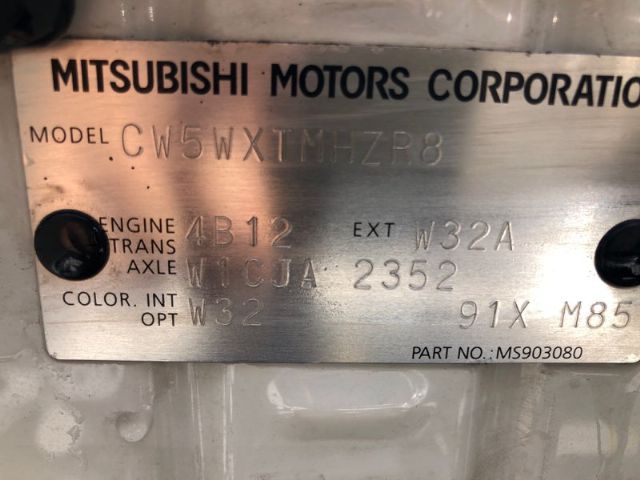 MITSUBISHI MOTORS CORPORATIO
MODEL CW5WXTMHZR8
ENGINE 4B12 EXT W32A
TRANS
AXLE W1CJA 2352
COLOR. INT
OPT W32 91X M85
PART NO.:MS903080